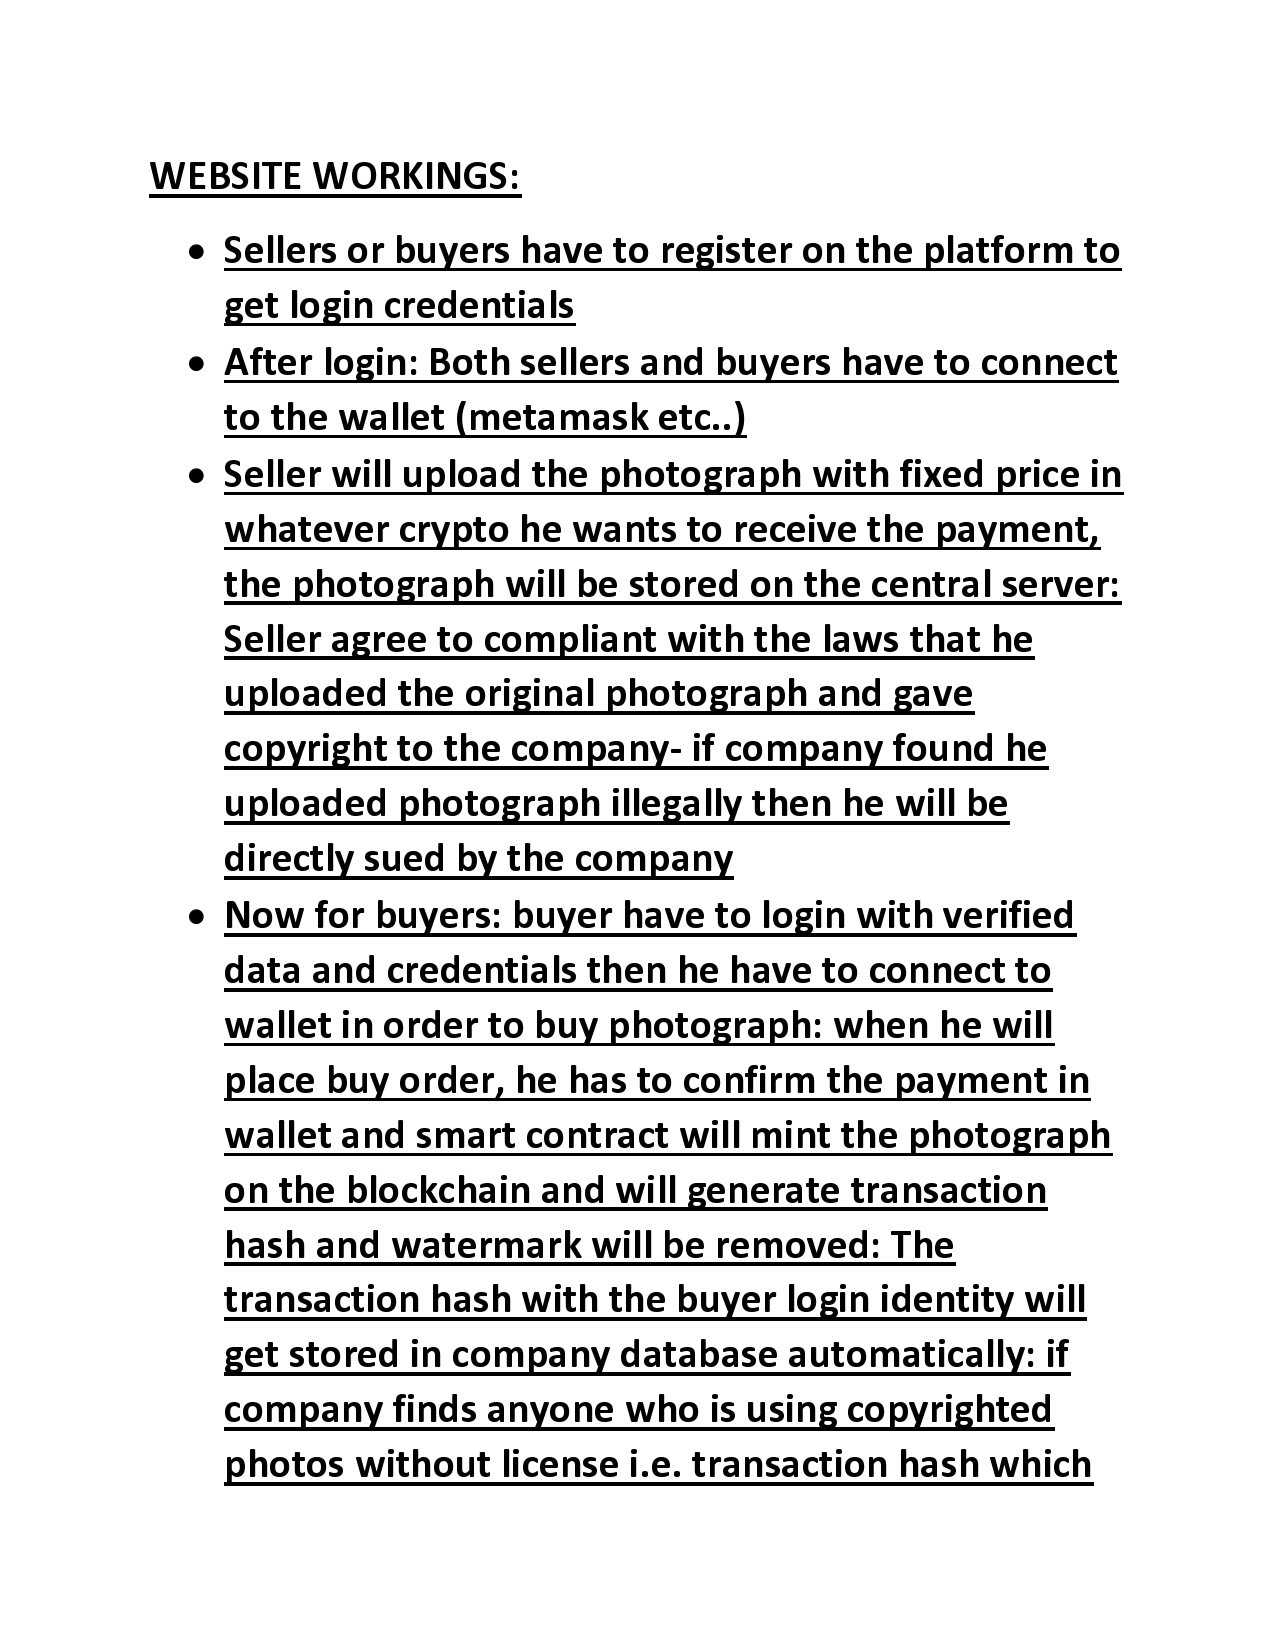 WEBSITE WORKINGS:
• Sellers or buyers have to register on the platform to
get login credentials
• After login: Both sellers and buyers have to connect
to the wallet (metamask etc..)
• Seller will upload the photograph with fixed price in
whatever crypto he wants to receive the payment,
the photograph will be stored on the central server:
Seller agree to compliant with the laws that he
uploaded the original photograph and gave
copyright to the company- if company found he
uploaded photograph illegally then he will be
directly sued by the company
• Now for buyers: buyer have to login with verified
data and credentials then he have to connect to
wallet in order to buy photograph: when he will
place buy order, he has to confirm the payment in
wallet and smart contract will mint the photograph
on the blockchain and will generate transaction
hash and watermark will be removed: The
transaction hash with the buyer login identity will
get stored in company database automatically: if
company finds anyone who is using copyrighted
photos without license i.e. transaction hash which